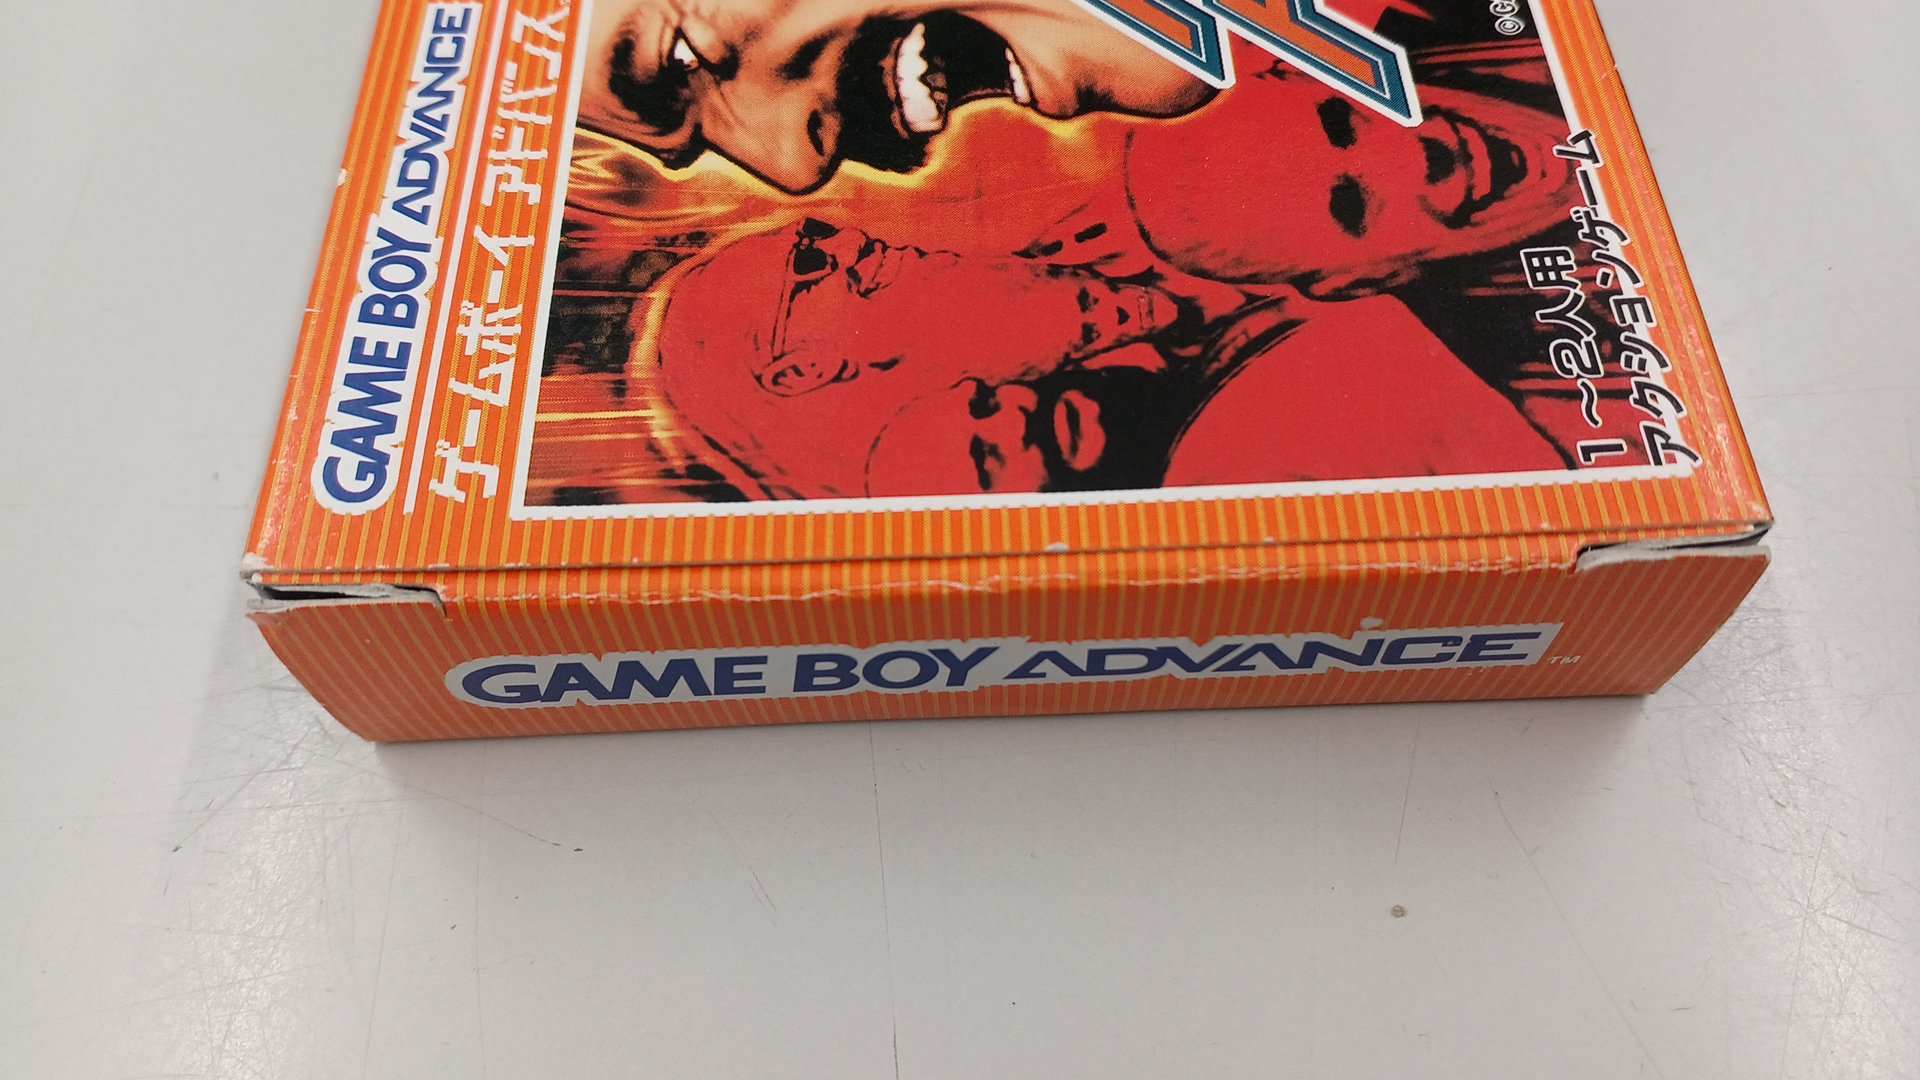 GAME BOY ADVANCE
ゲームボーイ アドバンス
1～2人用
アクションゲーム
GAME BOY ADVANCE™